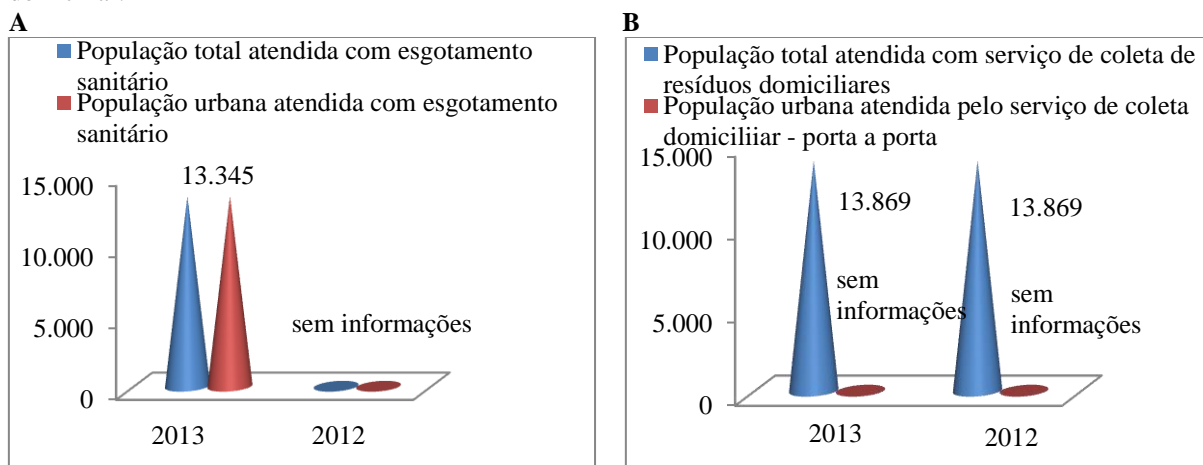 A
População total atendida com esgotamento
sanitário
População urbana atendida com esgotamento
sanitário
13.345
15.000
10.000
5.000
0
sem informações
2013
2012
B
População total atendida com serviço de coleta de
resíduos domiciliares
População urbana atendida pelo serviço de coleta
domiciliiar - porta a porta
15.000
10.000
5.000
0
13.869
13.869
sem
informações
sem
informações
2013
2012